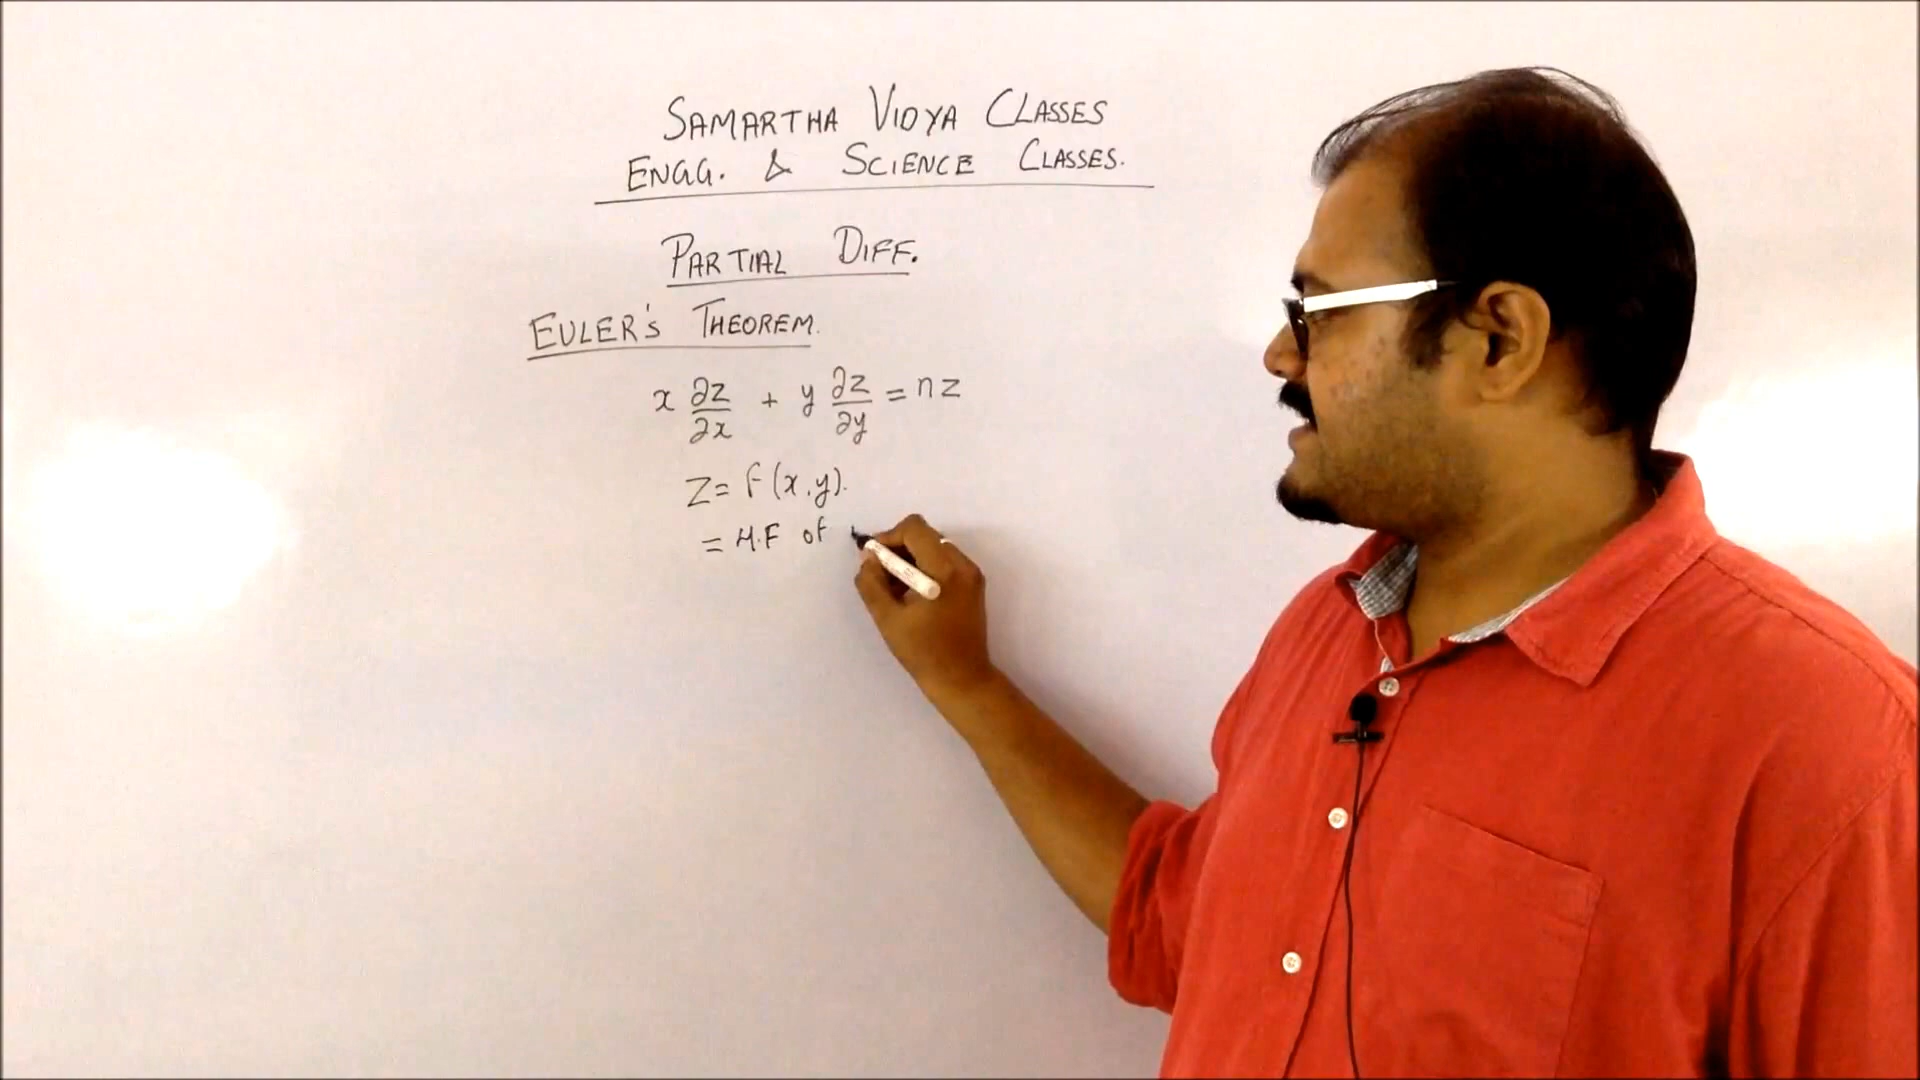 SAMARTHA VIDYA CLASSES
ENGG. & SCIENCE CLASSES.
PARTIAL DIFF.
EULER'S THEOREM.
x ∂z/∂x + y ∂z/∂y = nz
z = f(x,y).
= H.F of